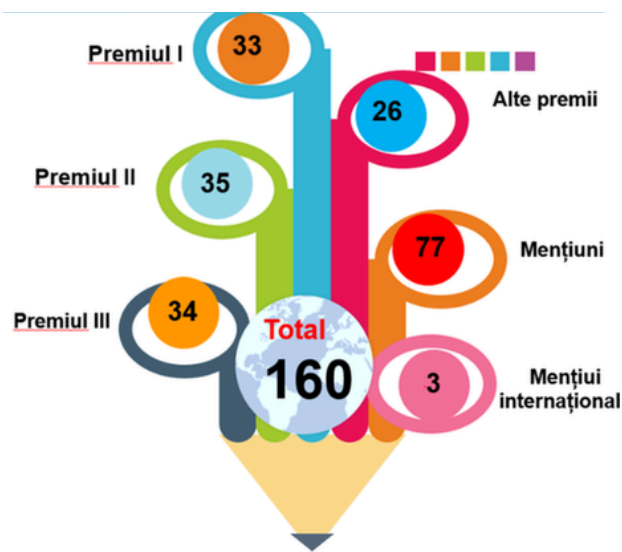 Premiul I
33
26
Alte premii
Premiul II
35
77
Mențiuni
Premiul III
34
Total
160
3
Mențiui
internațional